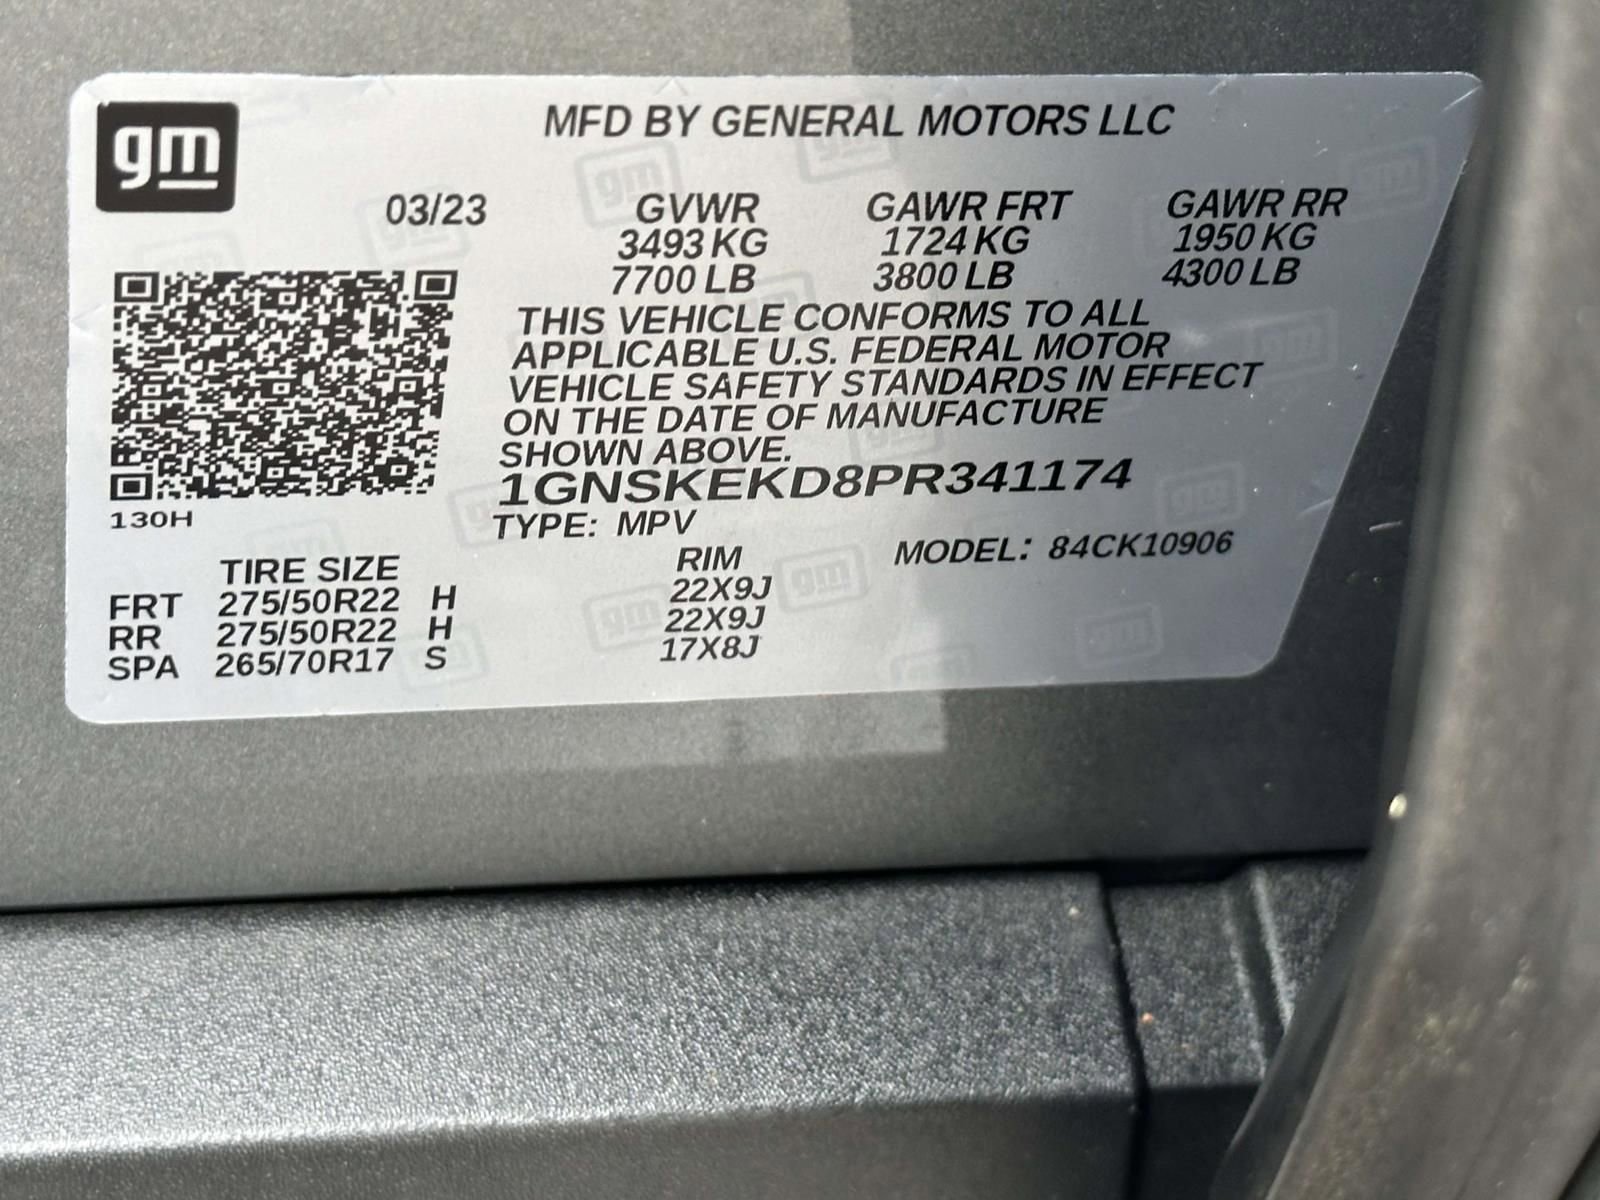 gm
MFD BY GENERAL MOTORS LLC
03/23 GVWR GAWR FRT GAWR RR
3493 KG 1724 KG 1950 KG
7700 LB 3800 LB 4300 LB
THIS VEHICLE CONFORMS TO ALL
APPLICABLE U.S. FEDERAL MOTOR
VEHICLE SAFETY STANDARDS IN EFFECT
ON THE DATE OF MANUFACTURE
SHOWN ABOVE.
1GNSKEKD8PR341174
130H
TYPE: MPV
MODEL: 84CK10906
TIRE SIZE RIM
FRT 275/50R22 H 22X9J
RR 275/50R22 H 22X9J
SPA 265/70R17 S 17X8J